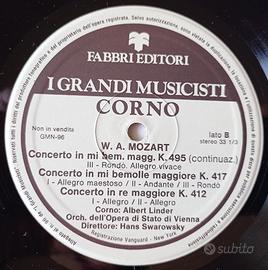 FABBRI EDITORI
I GRANDI MUSICISTI
CORNO
Non in vendita
GMN-96
lato B
stereo 33 1/3
W. A. MOZART
Concerto in mi bem. magg. K. 495 (continuaz.)
III - Rondò. Allegro vivace
Concerto in mi bemolle maggiore K. 417
I - Allegro maestoso / II - Andante / III - Rondò
Concerto in re maggiore K. 412
I - Allegro / II - Allegro
Corno: Albert Linder
Orch. dell'Opera di Stato di Vienna
Direttore: Hans Swarowsky
Registrazione Vanguard - New York
subito